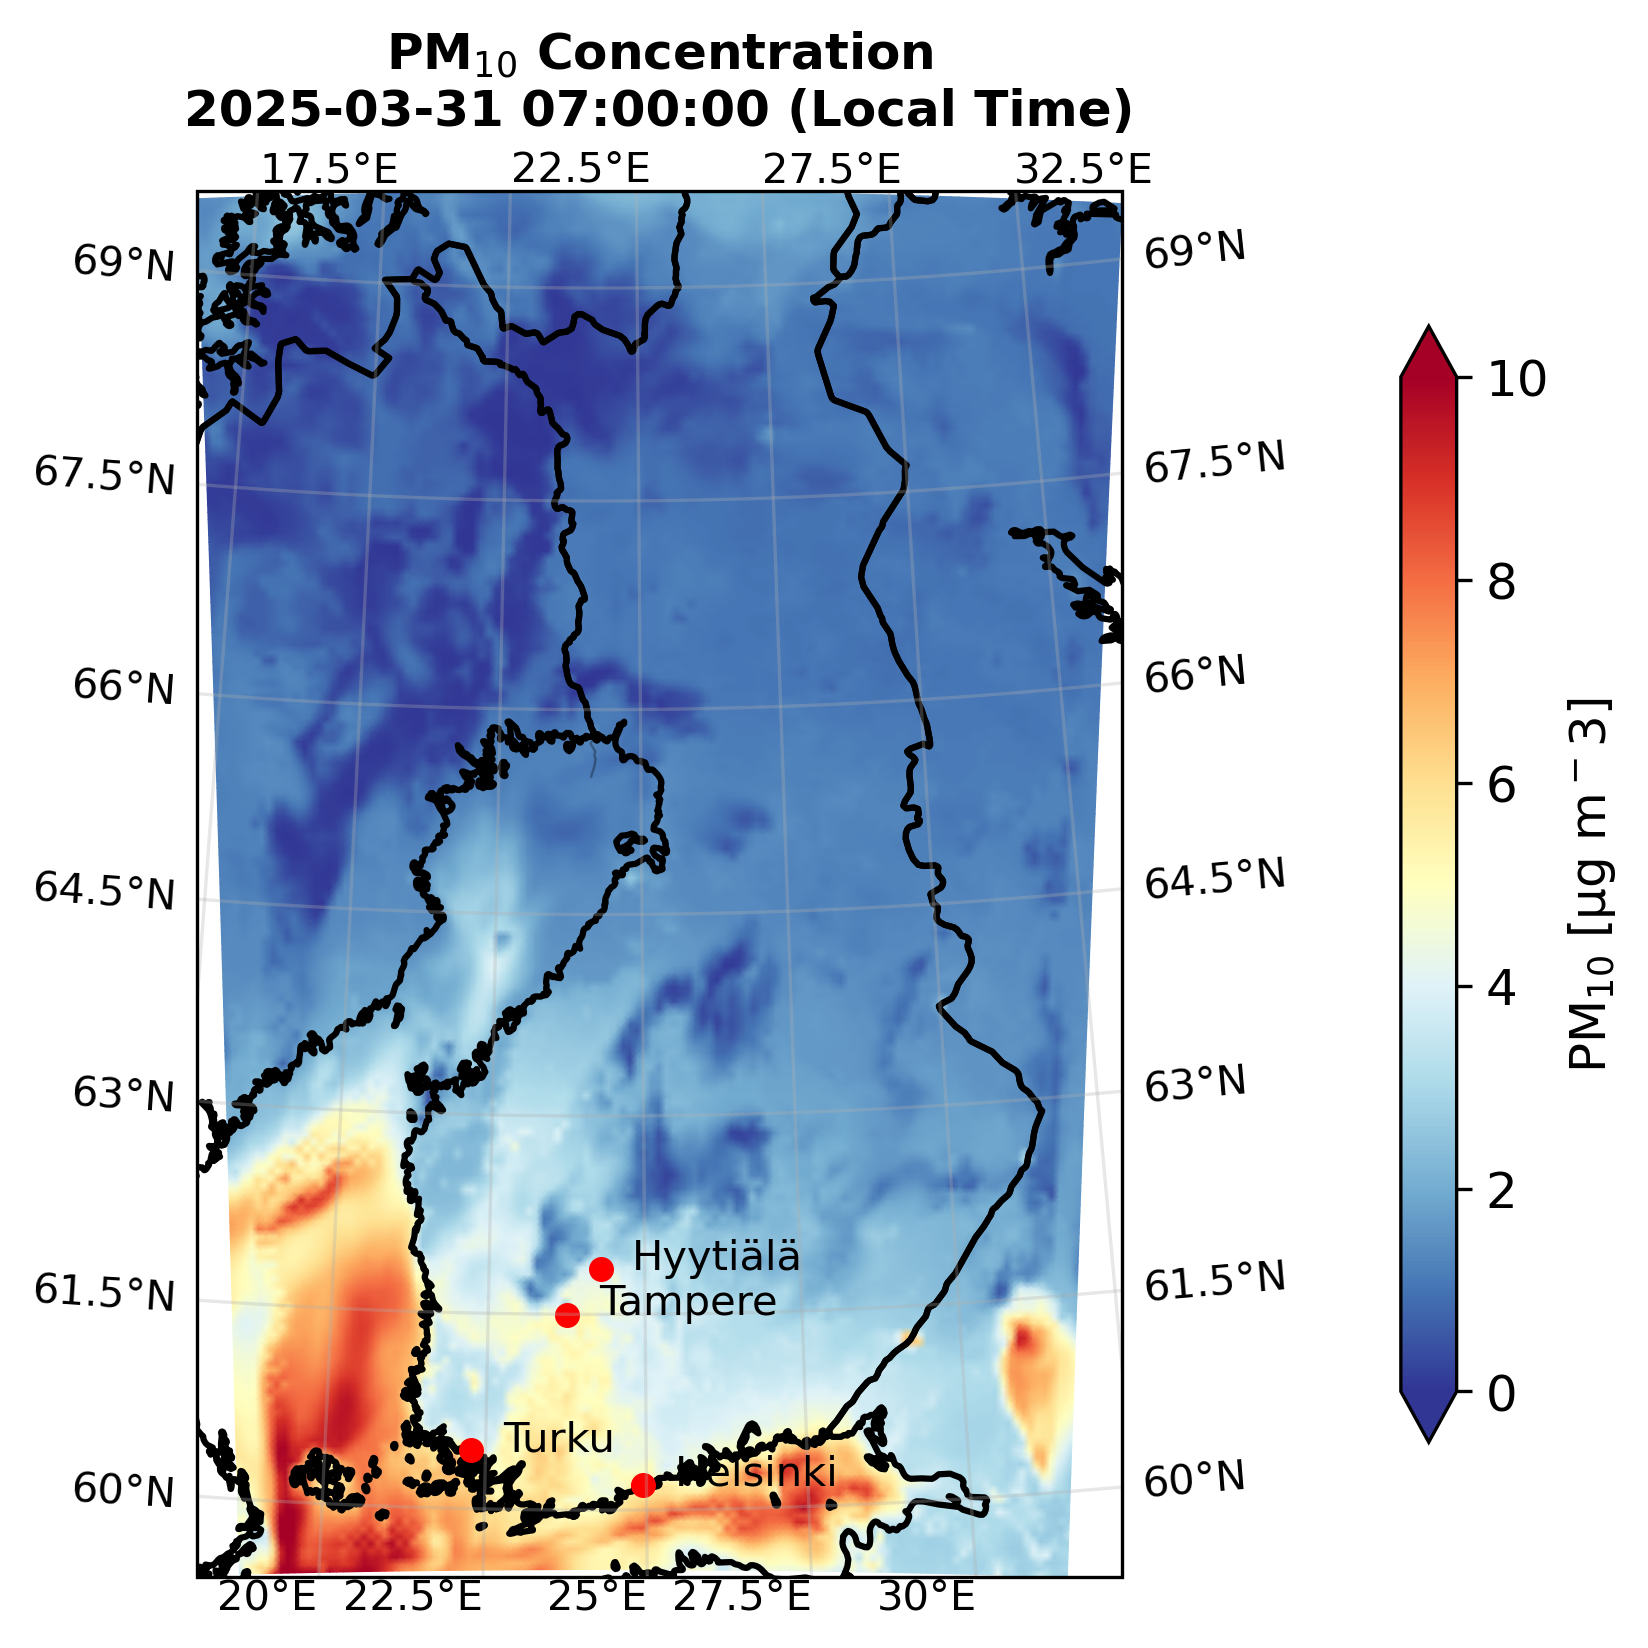 PM₁₀ Concentration
2025-03-31 07:00:00 (Local Time)
17.5°E 22.5°E 27.5°E 32.5°E
69°N 69°N
67.5°N 67.5°N
66°N 66°N
64.5°N 64.5°N
63°N 63°N
61.5°N 61.5°N
60°N 60°N
Hyytiälä
Tampere
Turku
Helsinki
20°E 22.5°E 25°E 27.5°E 30°E
10
8
6
4
2
0
PM₁₀ [µg m⁻ 3]